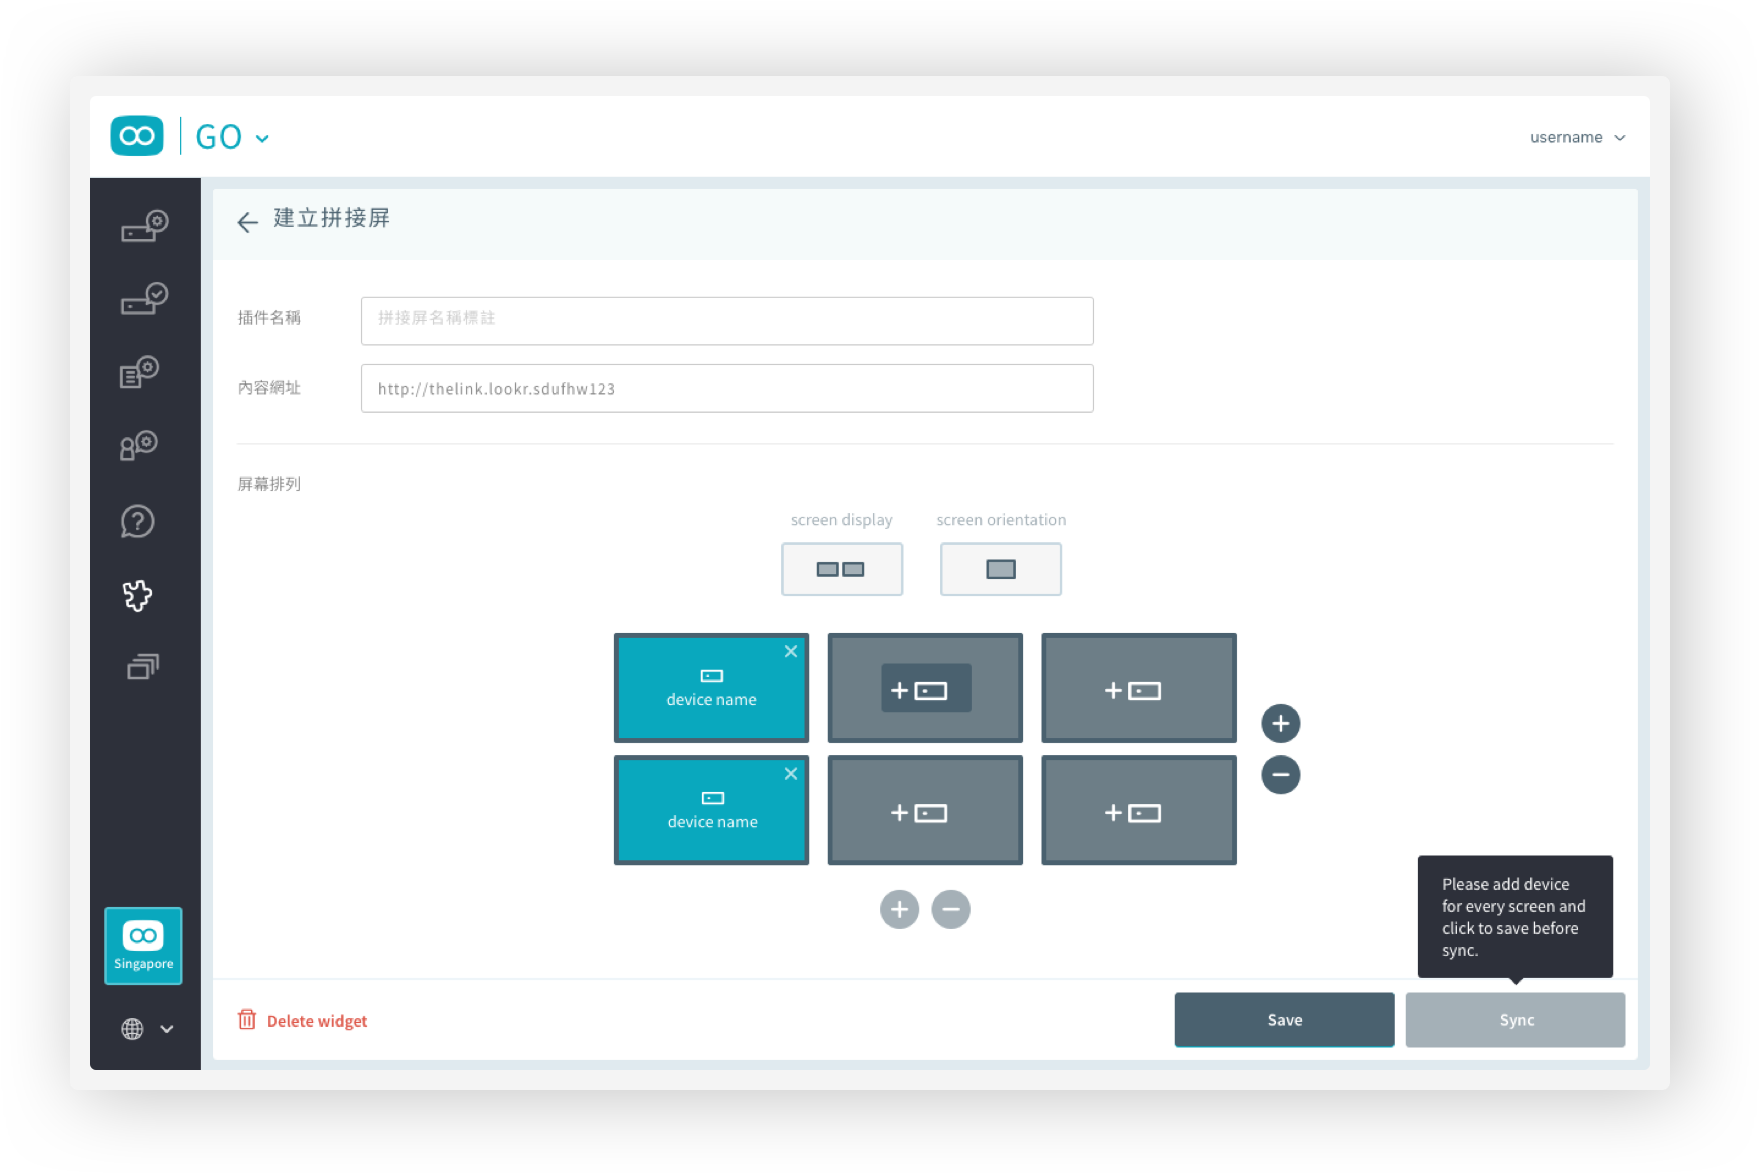 GO
username
建立拼接屏
插件名稱
拼接屏名稱標註
內容網址
http://thelink.lookr.sdufhw123
屏幕排列
screen display
screen orientation
device name
device name
Please add device
for every screen and
click to save before
sync.
Singapore
Delete widget
Save
Sync